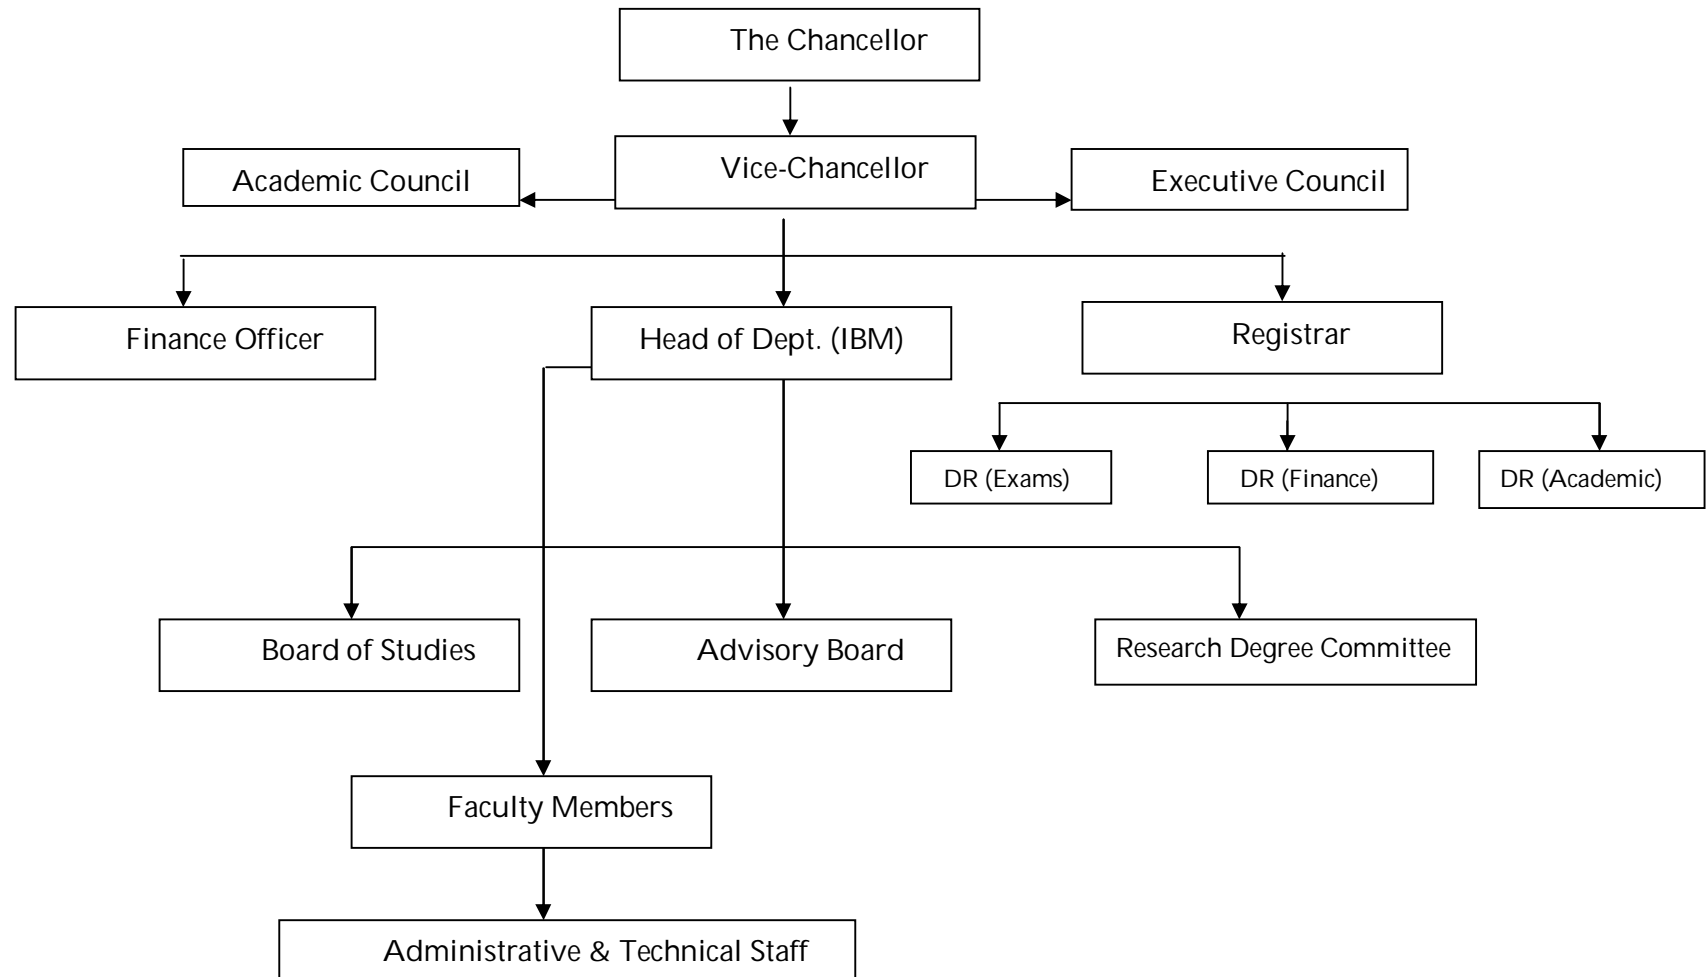 The Chancellor
Vice-Chancellor
Academic Council
Executive Council
Finance Officer
Head of Dept. (IBM)
Registrar
DR (Exams)
DR (Finance)
DR (Academic)
Board of Studies
Advisory Board
Research Degree Committee
Faculty Members
Administrative & Technical Staff